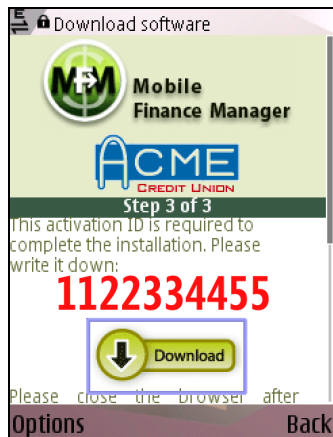 E
Download software
MFM
Mobile
Finance Manager
ACME
CREDIT UNION
Step 3 of 3
This activation ID is required to
complete the installation. Please
write it down:
1122334455
Download
Please close the browser after
Options Back